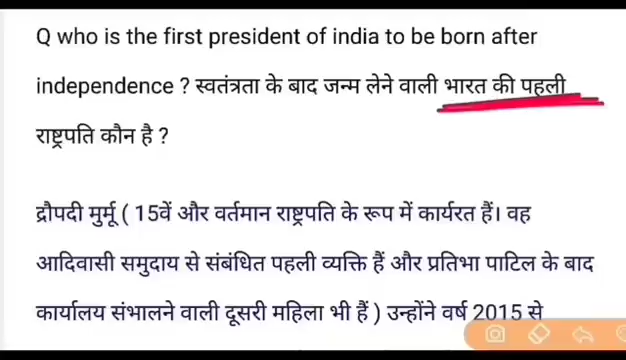 Q who is the first president of india to be born after
independence ? स्वतंत्रता के बाद जन्म लेने वाली भारत की पहली
राष्ट्रपति कौन है ?
द्रौपदी मुर्मू ( 15वें और वर्तमान राष्ट्रपति के रूप में कार्यरत हैं। वह
आदिवासी समुदाय से संबंधित पहली व्यक्ति हैं और प्रतिभा पाटिल के बाद
कार्यालय संभालने वाली दूसरी महिला भी हैं ) उन्होंने वर्ष 2015 से